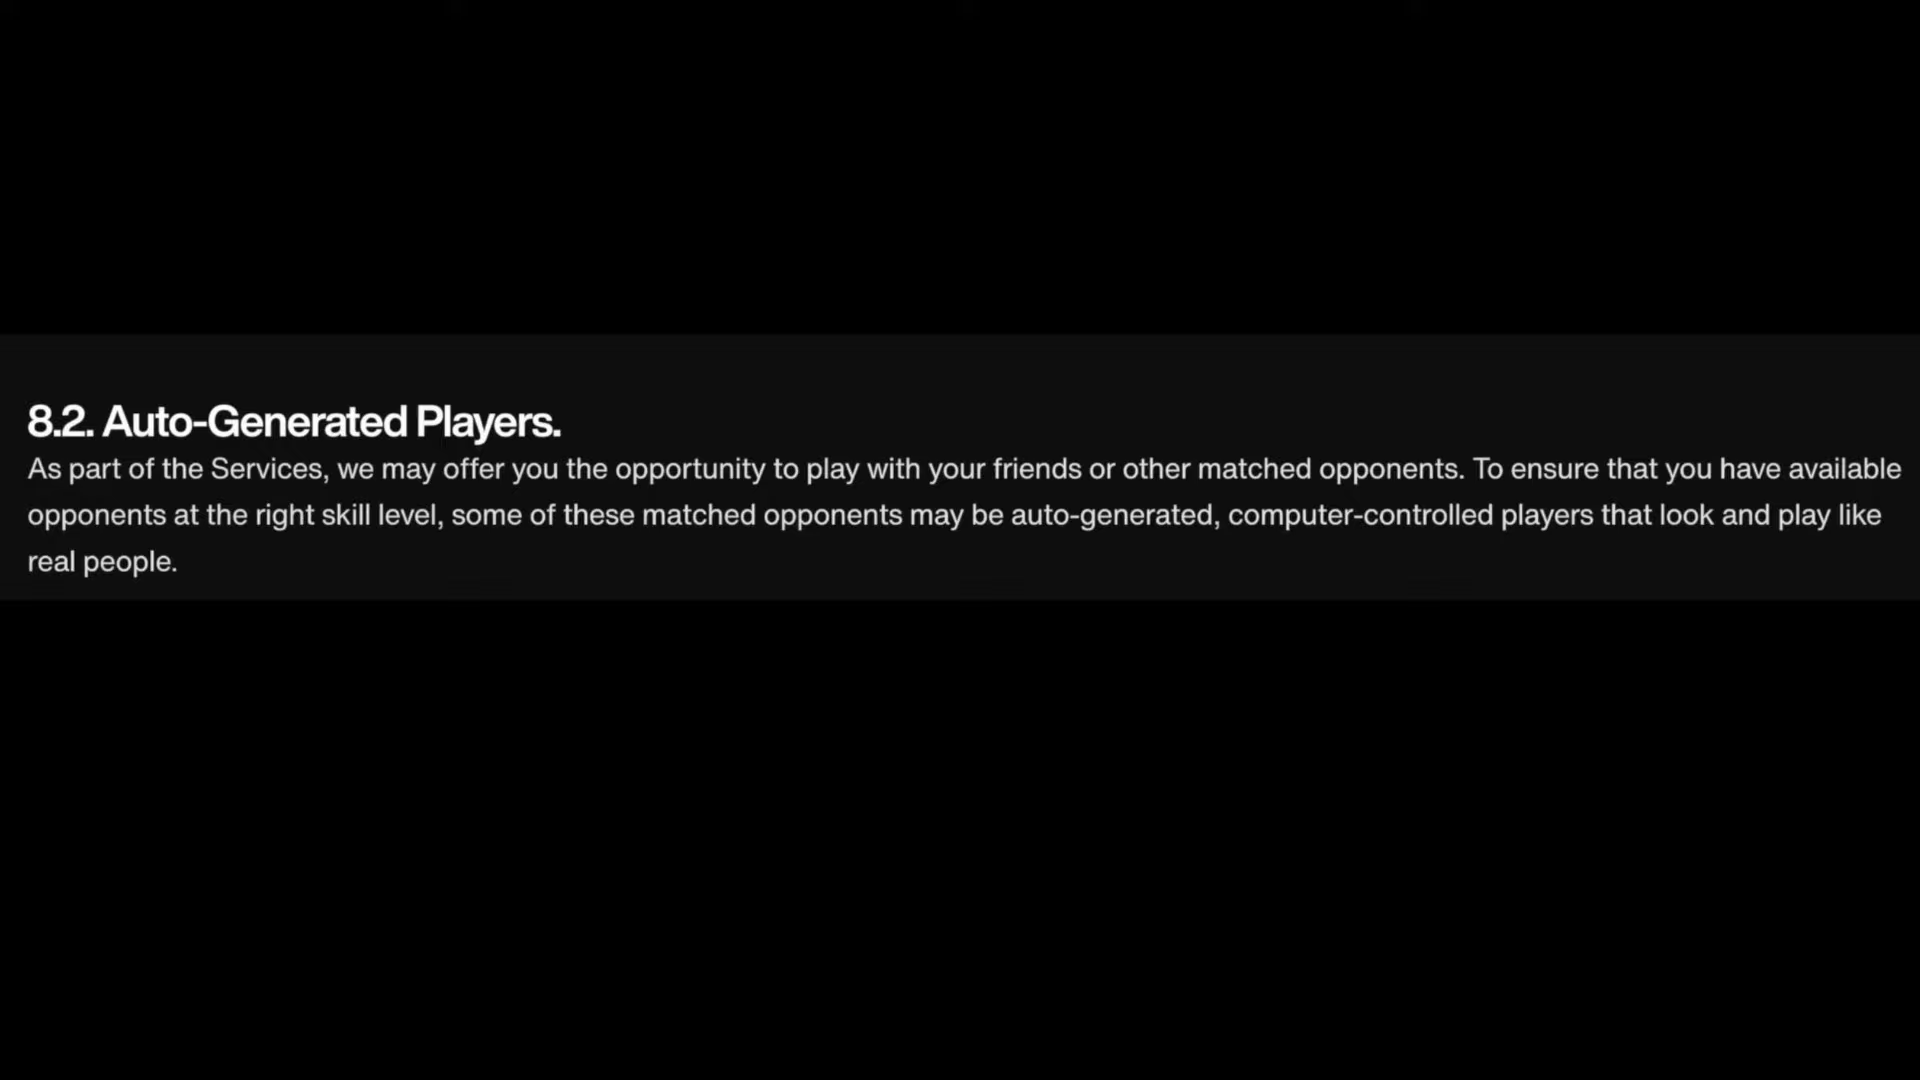 8.2. Auto-Generated Players.
As part of the Services, we may offer you the opportunity to play with your friends or other matched opponents. To ensure that you have available
opponents at the right skill level, some of these matched opponents may be auto-generated, computer-controlled players that look and play like
real people.